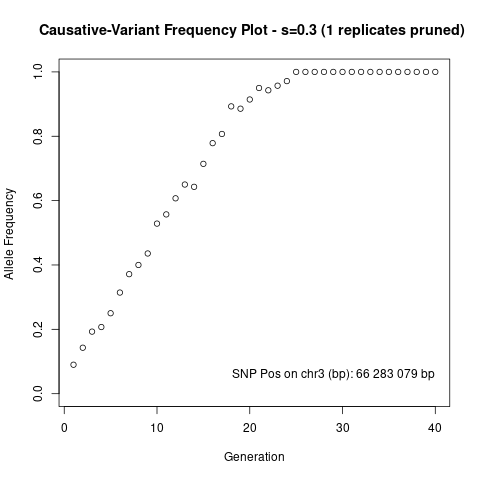 Causative-Variant Frequency Plot - s=0.3 (1 replicates pruned)
1.0
0.8
0.6
0.4
0.2
0.0
Allele Frequency
SNP Pos on chr3 (bp): 66 283 079 bp
0 10 20 30 40
Generation